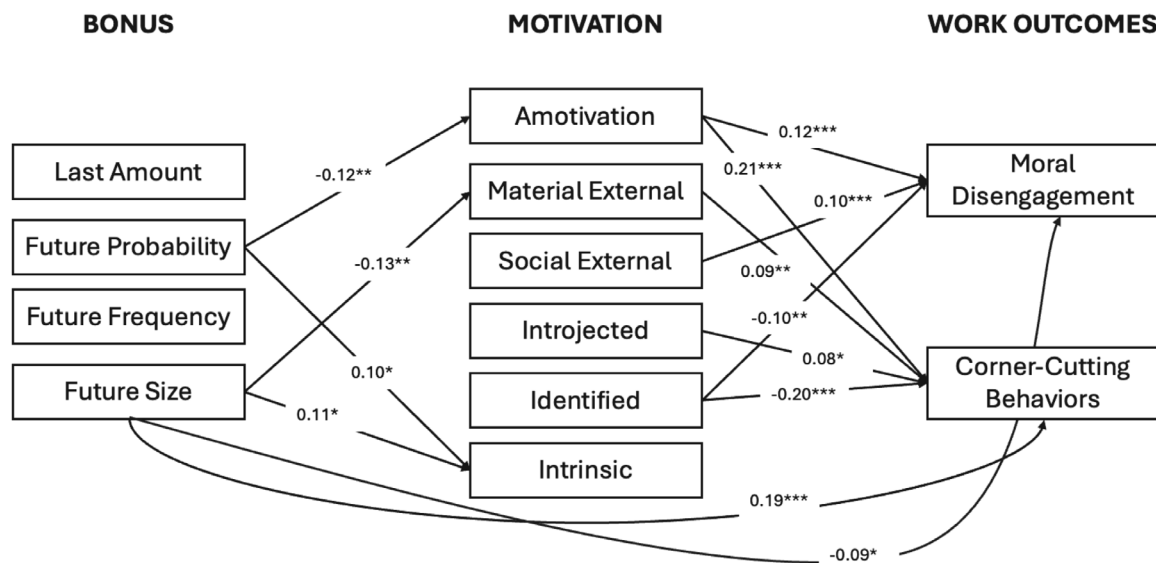 BONUS
MOTIVATION
WORK OUTCOMES
Last Amount
Future Probability
Future Frequency
Future Size
-0.12**
-0.13**
0.10*
0.11*
Amotivation
Material External
Social External
Introjected
Identified
Intrinsic
0.12***
0.21***
0.10***
0.09**
-0.10**
0.08*
-0.20***
0.19***
-0.09*
Moral
Disengagement
Corner-Cutting
Behaviors